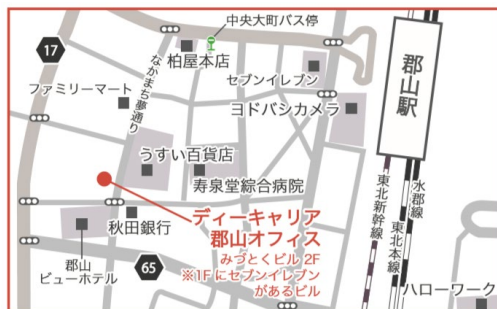 中央大町バス停
17
柏屋本店
なかまち夢通り
セブンイレブン
ファミリーマート
ヨドバシカメラ
郡山駅
うすい百貨店
寿泉堂綜合病院
ディーキャリア
郡山オフィス
みづとくビル 2F
※1Fにセブンイレブン
があるビル
秋田銀行
郡山
ビューホテル
65
東北新幹線
東北本線
水郡線
ハローワーク